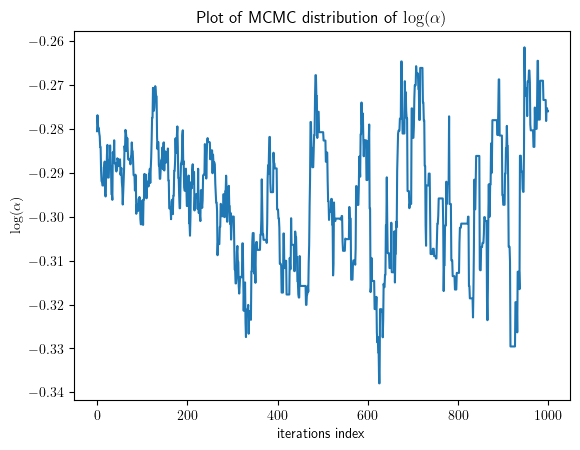 Plot of MCMC distribution of log(α)
log(α)
−0.26
−0.27
−0.28
−0.29
−0.30
−0.31
−0.32
−0.33
−0.34
0 200 400 600 800 1000
iterations index